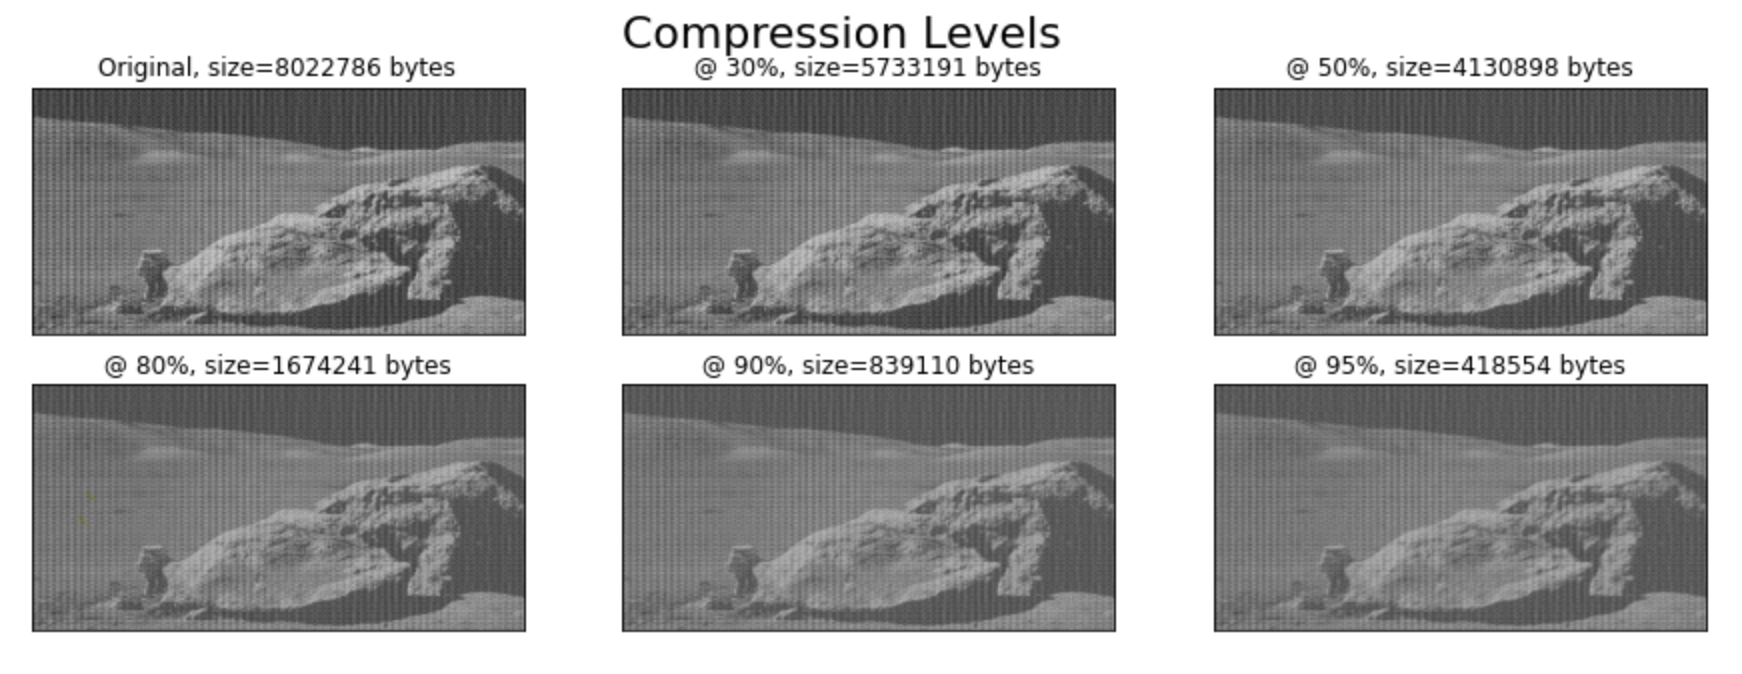 Compression Levels
Original, size=8022786 bytes
@ 30%, size=5733191 bytes
@ 50%, size=4130898 bytes
@ 80%, size=1674241 bytes
@ 90%, size=839110 bytes
@ 95%, size=418554 bytes